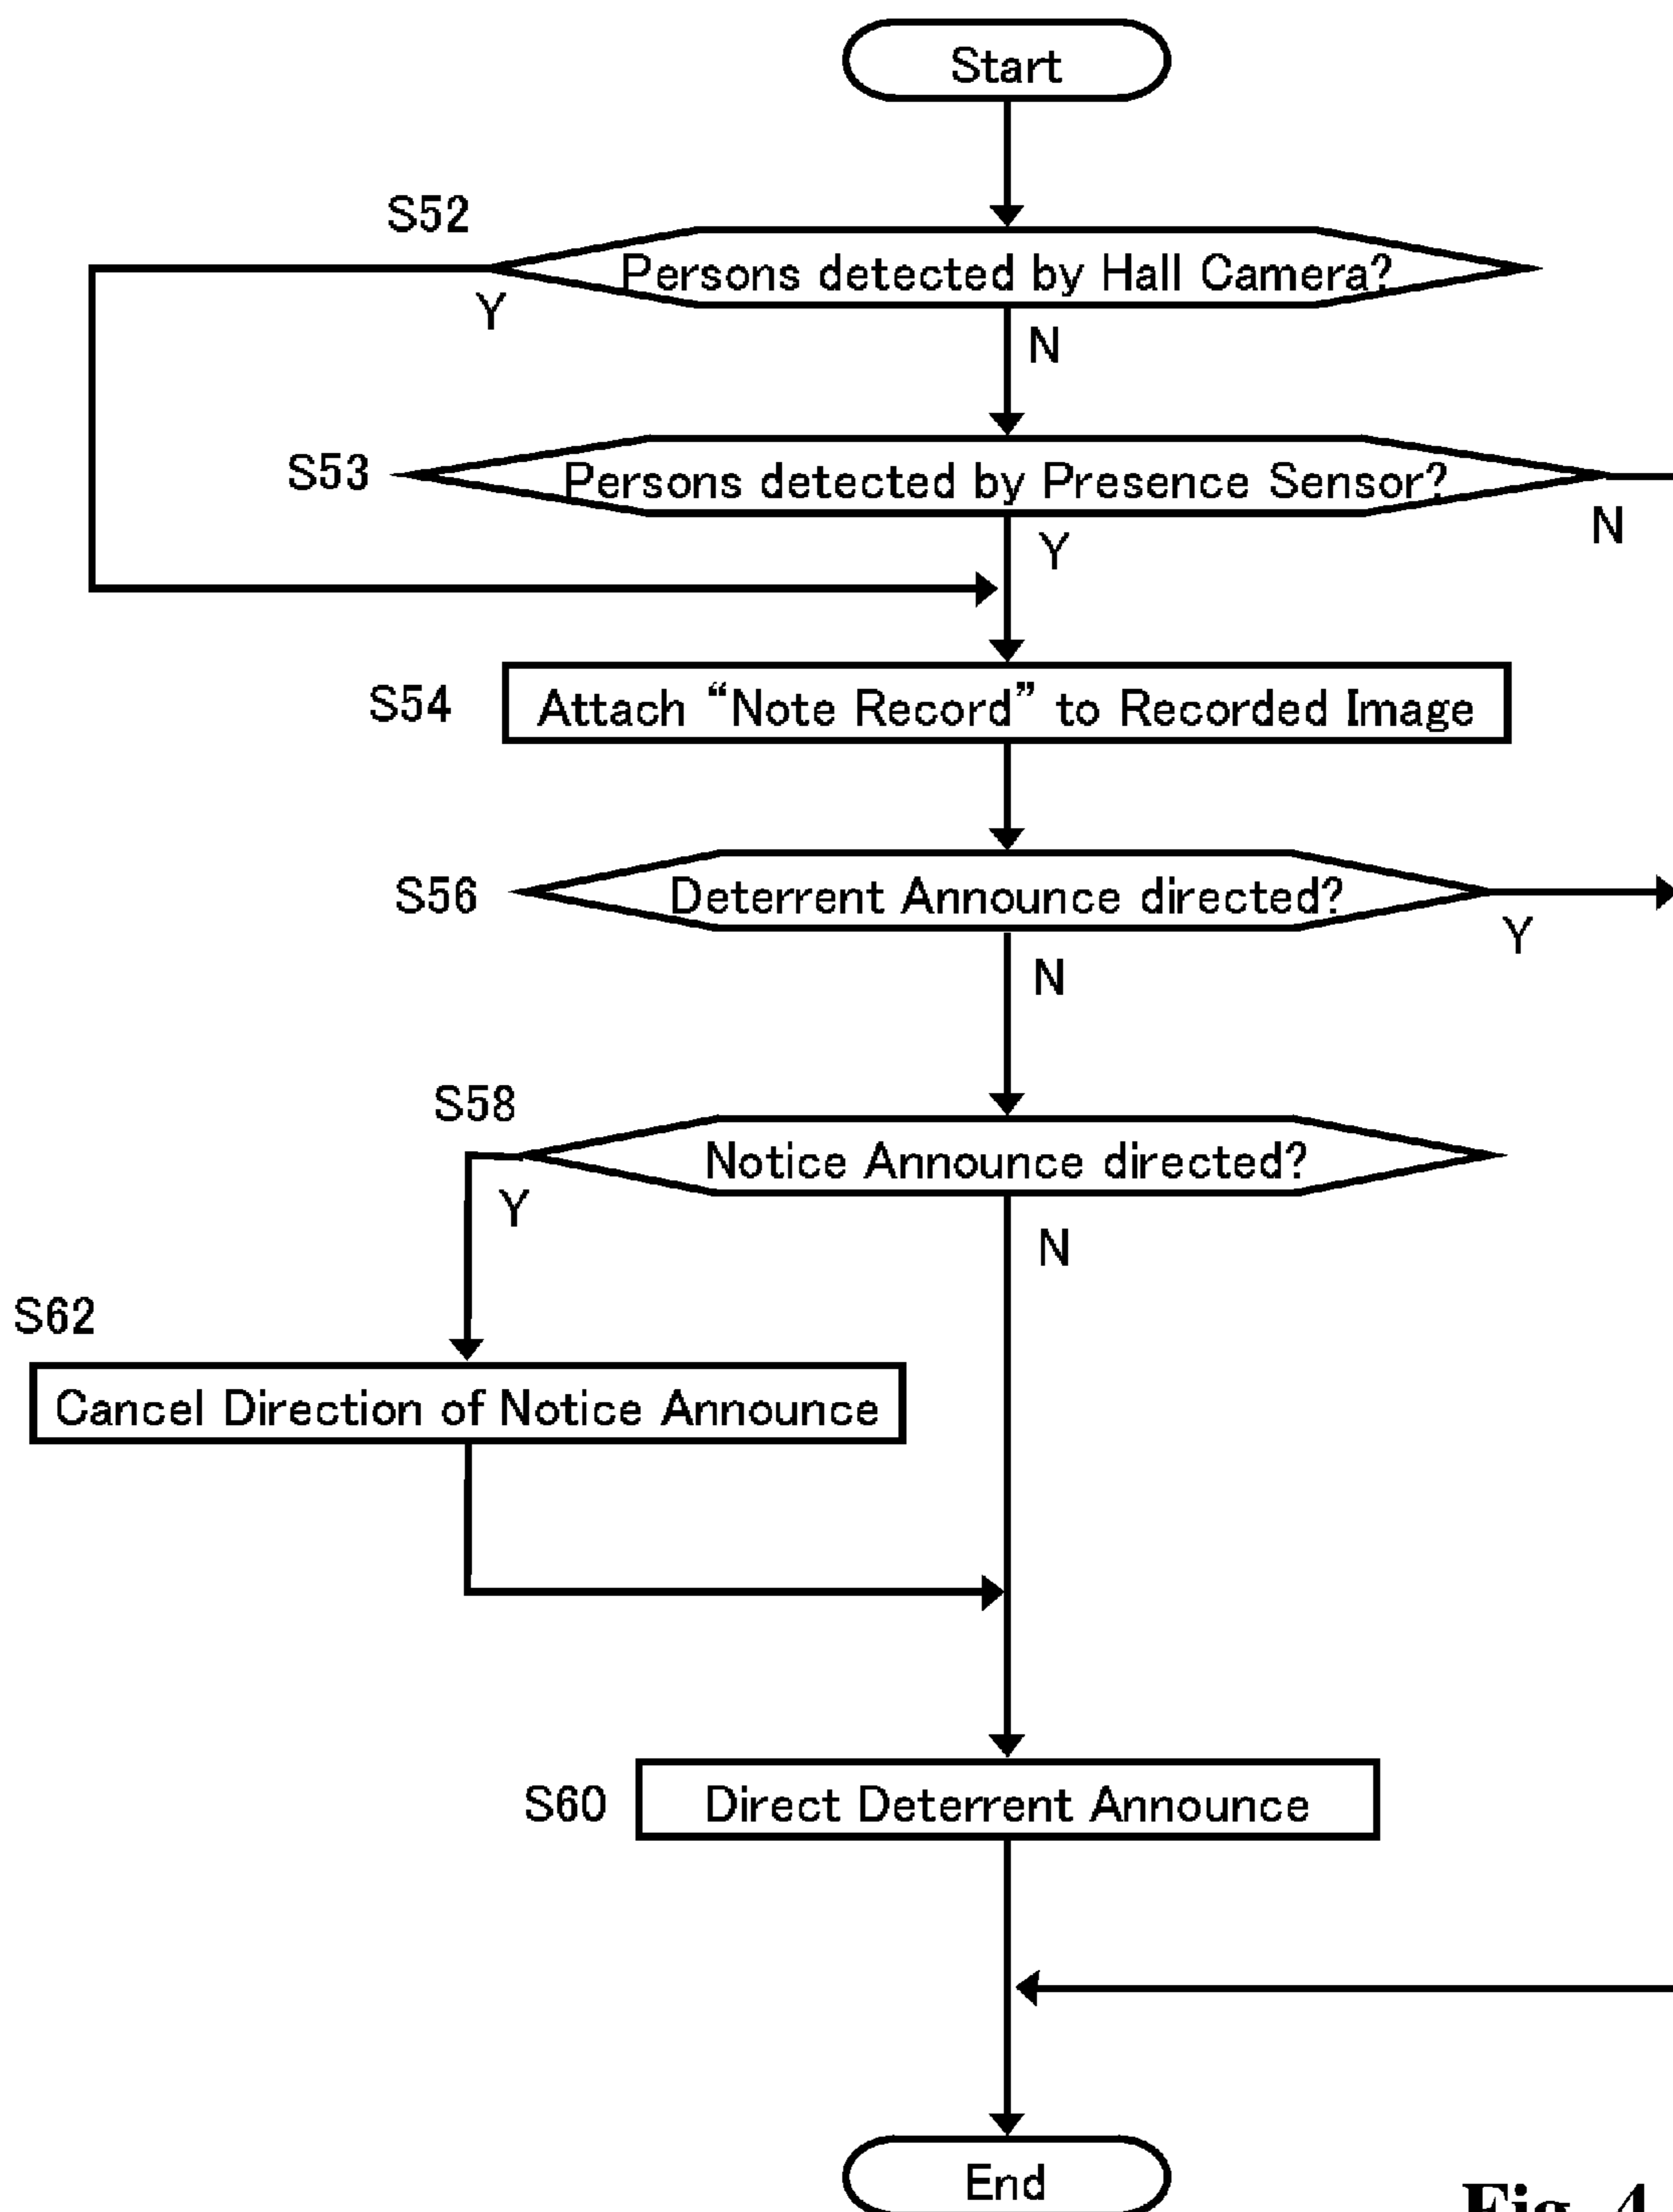 Start
S52
Persons detected by Hall Camera?
Y
N
S53
Persons detected by Presence Sensor?
N
Y
S54
Attach “Note Record” to Recorded Image
S56
Deterrent Announce directed?
Y
N
S58
Notice Announce directed?
Y
N
S62
Cancel Direction of Notice Announce
S60
Direct Deterrent Announce
End
Fig. 4